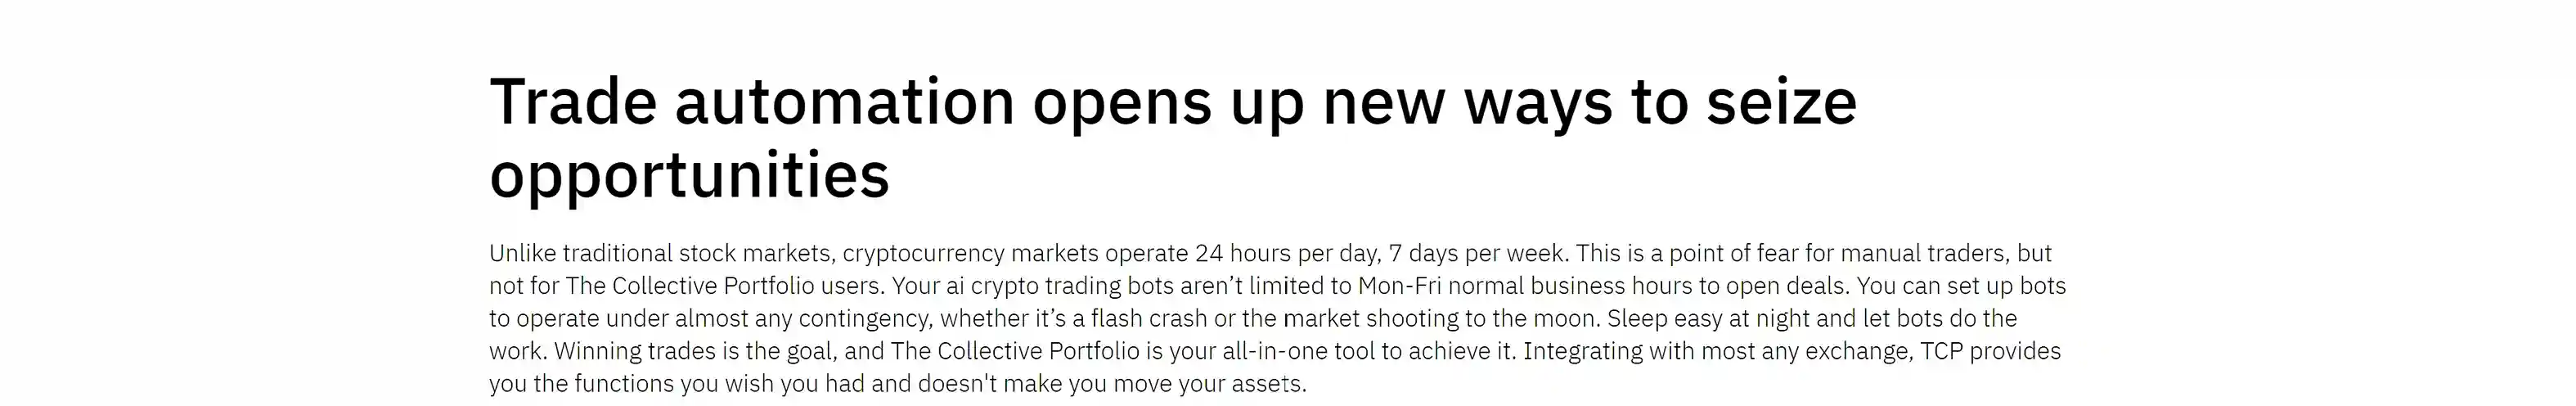 Trade automation opens up new ways to seize
opportunities
Unlike traditional stock markets, cryptocurrency markets operate 24 hours per day, 7 days per week. This is a point of fear for manual traders, but
not for The Collective Portfolio users. Your ai crypto trading bots aren’t limited to Mon-Fri normal business hours to open deals. You can set up bots
to operate under almost any contingency, whether it’s a flash crash or the market shooting to the moon. Sleep easy at night and let bots do the
work. Winning trades is the goal, and The Collective Portfolio is your all-in-one tool to achieve it. Integrating with most any exchange, TCP provides
you the functions you wish you had and doesn't make you move your assets.